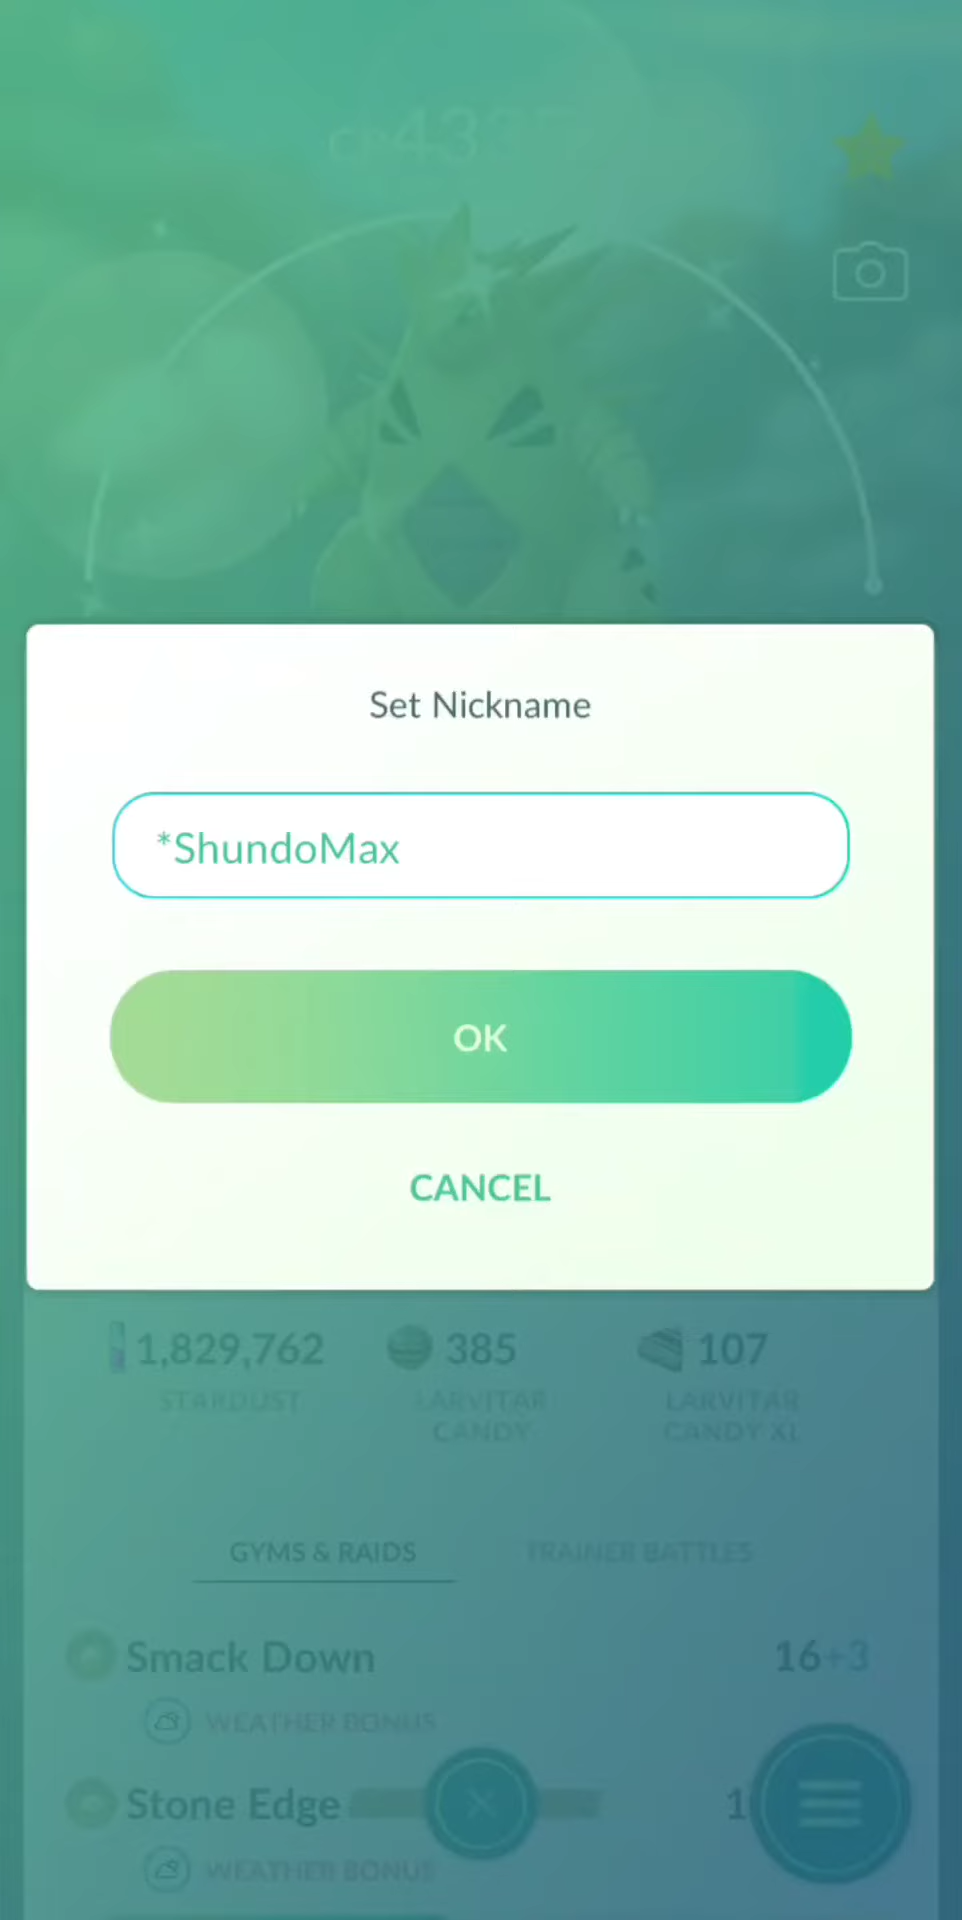 Set Nickname
*ShundoMax
OK
CANCEL
1,829,762 385 107
STARDUST LARVITAR CANDY LARVITAR CANDY XL
GYMS & RAIDS TRAINER BATTLES
Smack Down 16+3
WEATHER BONUS
Stone Edge
WEATHER BONUS